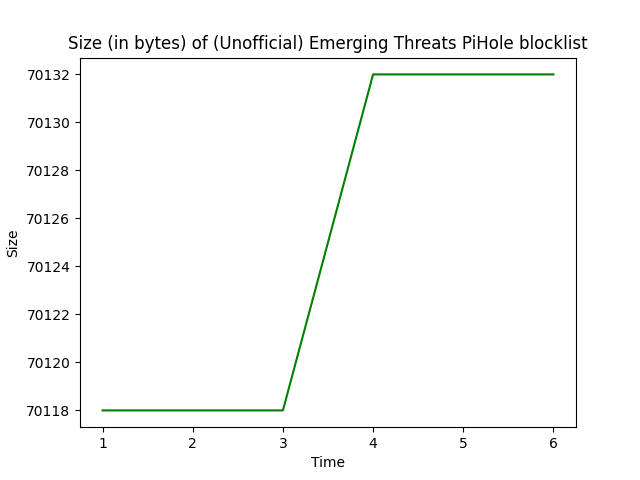 Size (in bytes) of (Unofficial) Emerging Threats PiHole blocklist
70132
70130
70128
70126
70124
70122
70120
70118
Size
1 2 3 4 5 6
Time